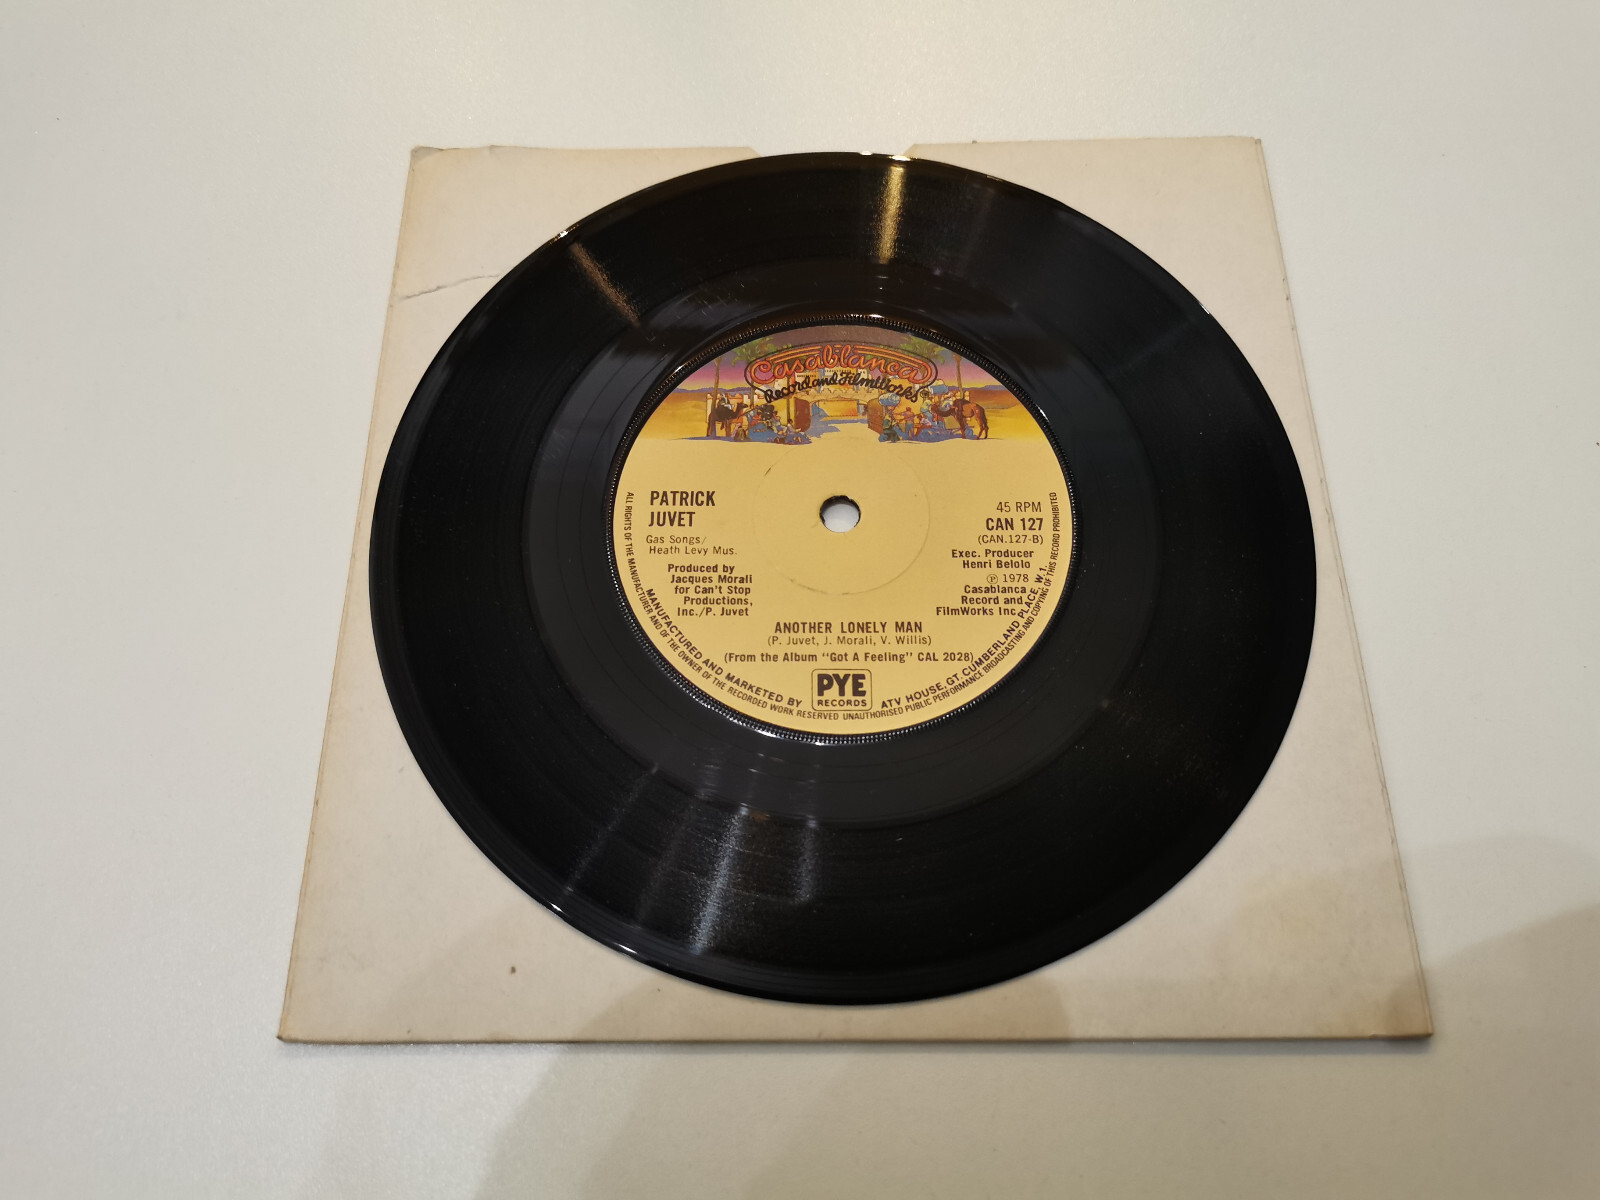 Casablanca
Record and FilmWorks
PATRICK
JUVET
Gas Songs/
Heath Levy Mus.
Produced by
Jacques Morali
for Can't Stop
Productions,
Inc./P. Juvet
45 RPM
CAN 127
(CAN.127-B)
Exec. Producer
Henri Belolo
℗ 1978
Casablanca
Record and
FilmWorks Inc.
ANOTHER LONELY MAN
(P. Juvet, J. Morali, V. Willis)
(From the Album "Got A Feeling" CAL 2028)
MANUFACTURED AND MARKETED BY PYE RECORDS ATV HOUSE, GT. CUMBERLAND PLACE, W.1.
ALL RIGHTS OF THE MANUFACTURER AND OF THE OWNER OF THE RECORDED WORK RESERVED UNAUTHORISED PUBLIC PERFORMANCE BROADCASTING AND COPYING OF THIS RECORD PROHIBITED